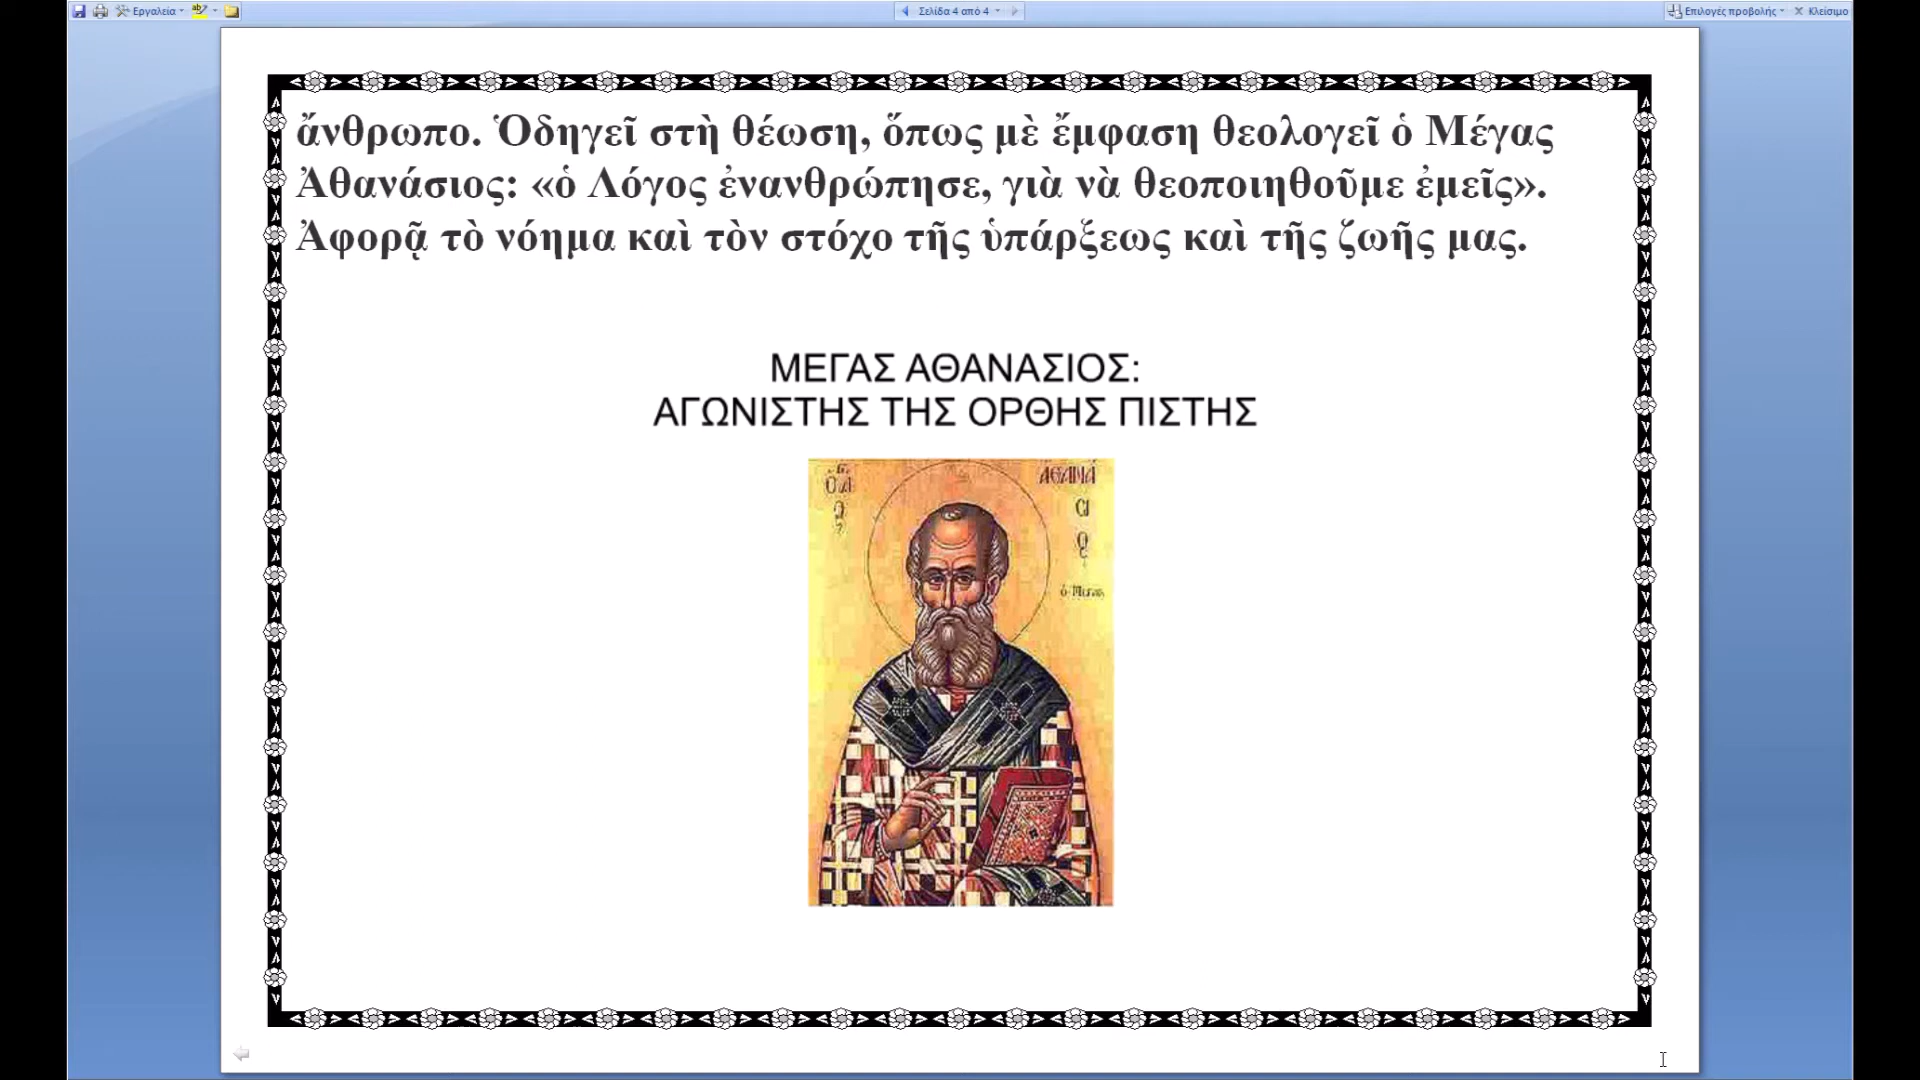 Εργαλεία
Σελίδα 4 από 4
Επιλογές προβολής
Κλείσιμο
ἄνθρωπο. Ὁδηγεῖ στὴ θέωση, ὅπως μὲ ἔμφαση θεολογεῖ ὁ Μέγας
Ἀθανάσιος: «ὁ Λόγος ἐνανθρώπησε, γιὰ νὰ θεοποιηθοῦμε ἐμεῖς».
Ἀφορᾷ τὸ νόημα καὶ τὸν στόχο τῆς ὑπάρξεως καὶ τῆς ζωῆς μας.
ΜΕΓΑΣ ΑΘΑΝΑΣΙΟΣ:
ΑΓΩΝΙΣΤΗΣ ΤΗΣ ΟΡΘΗΣ ΠΙΣΤΗΣ
ΑΘΑΝΑ
СΙ